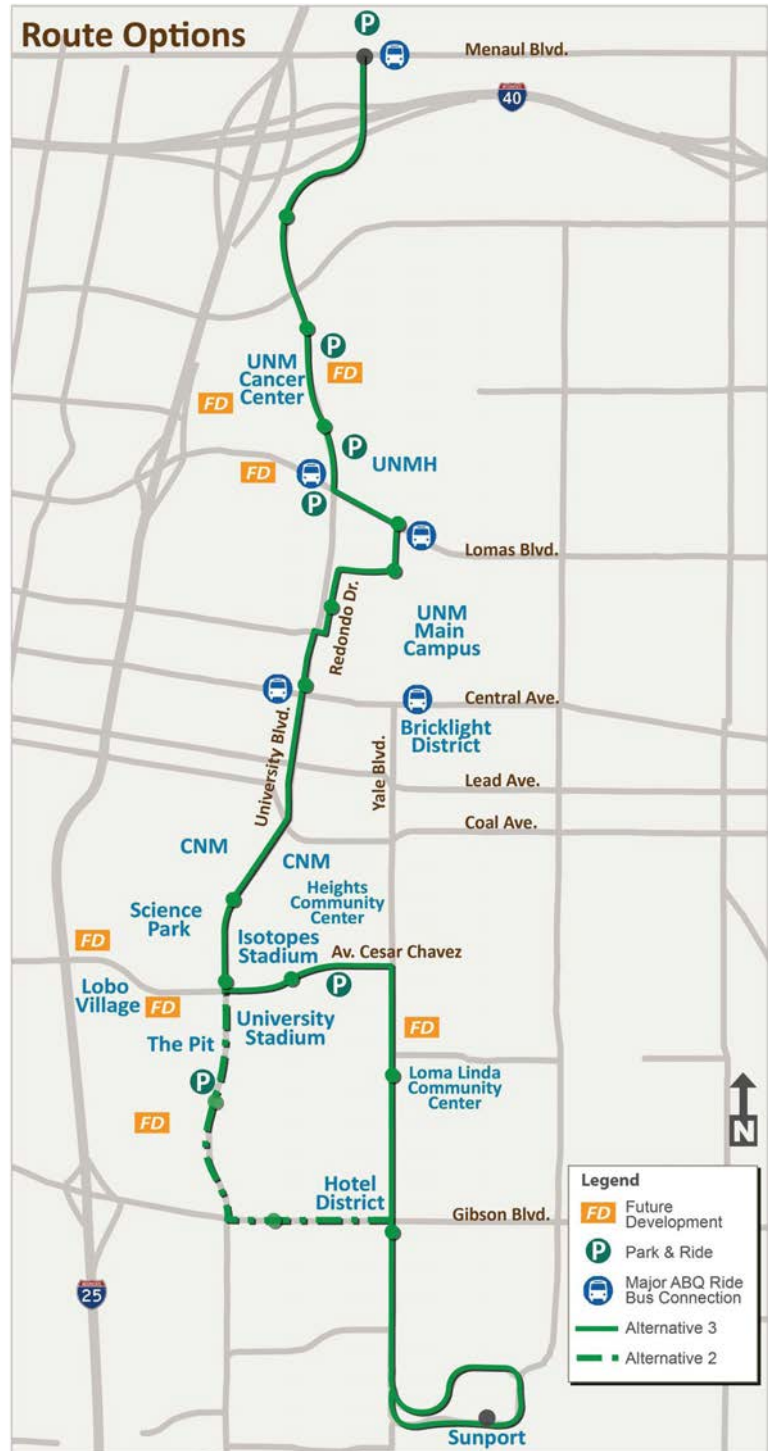 Route Options
P
Menaul Blvd.
INTERSTATE
40
P
UNM
Cancer
Center
FD
FD
P
FD
UNMH
P
Lomas Blvd.
Redondo Dr.
UNM
Main
Campus
Central Ave.
Bricklight
District
University Blvd.
Yale Blvd.
Lead Ave.
Coal Ave.
CNM
CNM
Heights
Community
Center
Science
Park
Isotopes
Stadium
Av. Cesar Chavez
FD
Lobo
Village
FD
P
University
Stadium
FD
The Pit
Loma Linda
Community
Center
P
FD
N
Hotel
District
Gibson Blvd.
INTERSTATE
25
Legend
FD Future
Development
P Park & Ride
Major ABQ Ride
Bus Connection
Alternative 3
Alternative 2
Sunport